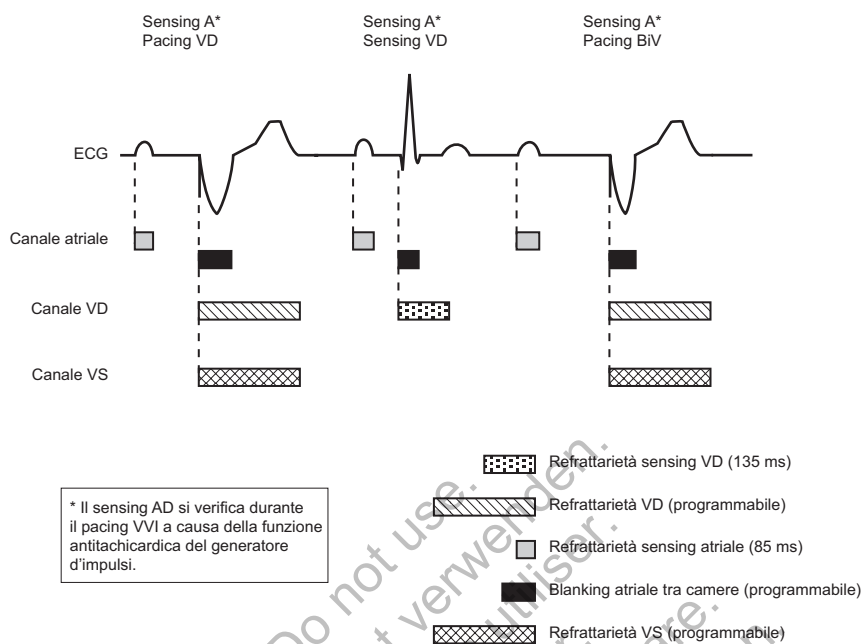 Sensing A*
Pacing VD
Sensing A*
Sensing VD
Sensing A*
Pacing BiV
ECG
Canale atriale
Canale VD
Canale VS
Refrattarietà sensing VD (135 ms)
Refrattarietà VD (programmabile)
Refrattarietà sensing atriale (85 ms)
Blanking atriale tra camere (programmabile)
Refrattarietà VS (programmabile)
* Il sensing AD si verifica durante
il pacing VVI a causa della funzione
antitachicardica del generatore
d'impulsi.
Do not use.
verwenden.
utiliser.